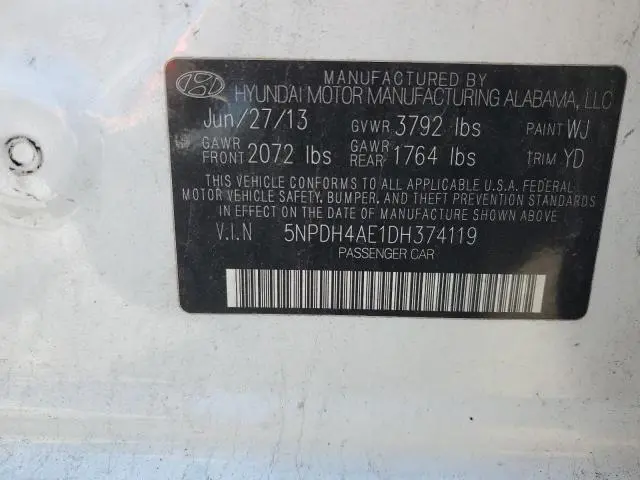 MANUFACTURED BY
HYUNDAI MOTOR MANUFACTURING ALABAMA, LLC
Jun/27/13 GVWR 3792 lbs PAINT WJ
GAWR FRONT 2072 lbs GAWR REAR 1764 lbs TRIM YD
THIS VEHICLE CONFORMS TO ALL APPLICABLE U.S.A. FEDERAL
MOTOR VEHICLE SAFETY, BUMPER, AND THEFT PREVENTION STANDARDS
IN EFFECT ON THE DATE OF MANUFACTURE SHOWN ABOVE.
V.I.N 5NPDH4AE1DH374119
PASSENGER CAR